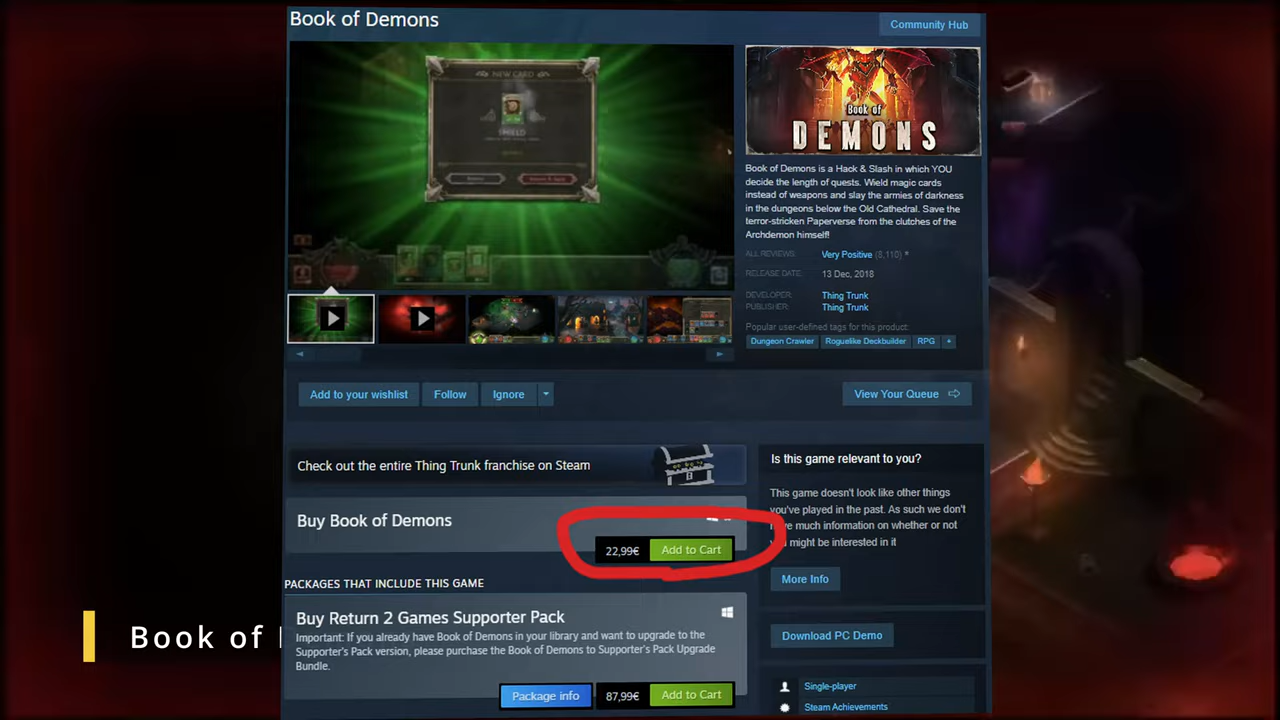 Book of Demons
Community Hub
NEW CARD
SHIELD
Book of
DEMONS
Book of Demons is a Hack & Slash in which YOU
decide the length of quests. Wield magic cards
instead of weapons and slay the armies of darkness
in the dungeons below the Old Cathedral. Save the
terror-stricken Paperverse from the clutches of the
Archdemon himself!
ALL REVIEWS: Very Positive (8,110) *
RELEASE DATE: 13 Dec, 2018
DEVELOPER: Thing Trunk
PUBLISHER: Thing Trunk
Popular user-defined tags for this product:
Dungeon Crawler Roguelike Deckbuilder RPG +
Add to your wishlist Follow Ignore
View Your Queue
Check out the entire Thing Trunk franchise on Steam
Is this game relevant to you?
This game doesn't look like other things
you've played in the past. As such we don't
have much information on whether or not
you might be interested in it
More Info
Buy Book of Demons
22,99€ Add to Cart
PACKAGES THAT INCLUDE THIS GAME
Buy Return 2 Games Supporter Pack
Important: If you already have Book of Demons in your library and want to upgrade to the
Supporter's Pack version, please purchase the Book of Demons to Supporter's Pack Upgrade
Bundle.
Package info 87,99€ Add to Cart
Download PC Demo
Single-player
Steam Achievements
Book of